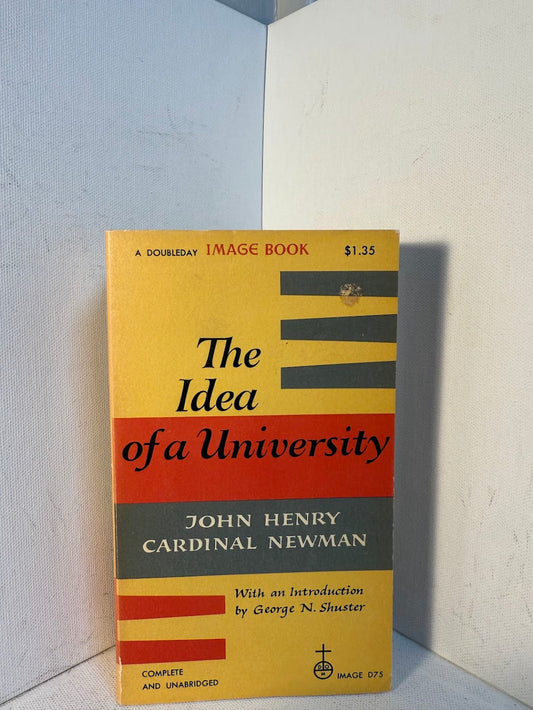 A DOUBLEDAY IMAGE BOOK $1.35
The
Idea
of a University
JOHN HENRY
CARDINAL NEWMAN
With an Introduction
by George N. Shuster
COMPLETE
AND UNABRIDGED
IMAGE D75